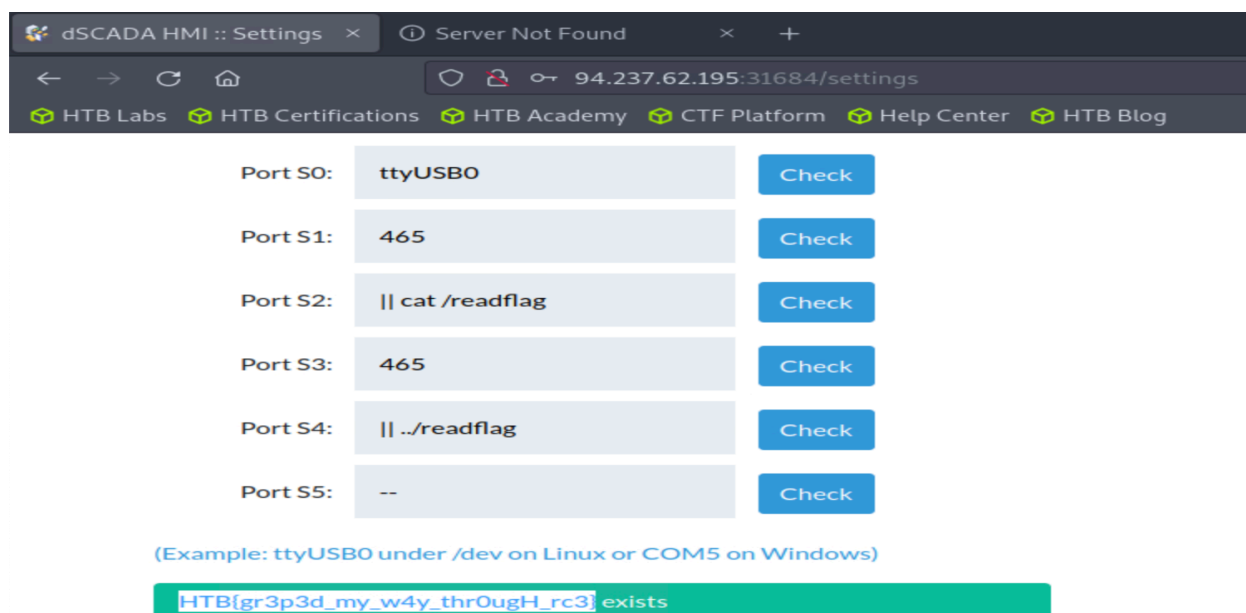 dSCADA HMI :: Settings × Server Not Found × +
94.237.62.195:31684/settings
HTB Labs HTB Certifications HTB Academy CTF Platform Help Center HTB Blog
Port S0: ttyUSB0 Check
Port S1: 465 Check
Port S2: || cat /readflag Check
Port S3: 465 Check
Port S4: || ../readflag Check
Port S5: -- Check
(Example: ttyUSB0 under /dev on Linux or COM5 on Windows)
HTB{gr3p3d_my_w4y_thr0ugH_rc3} exists